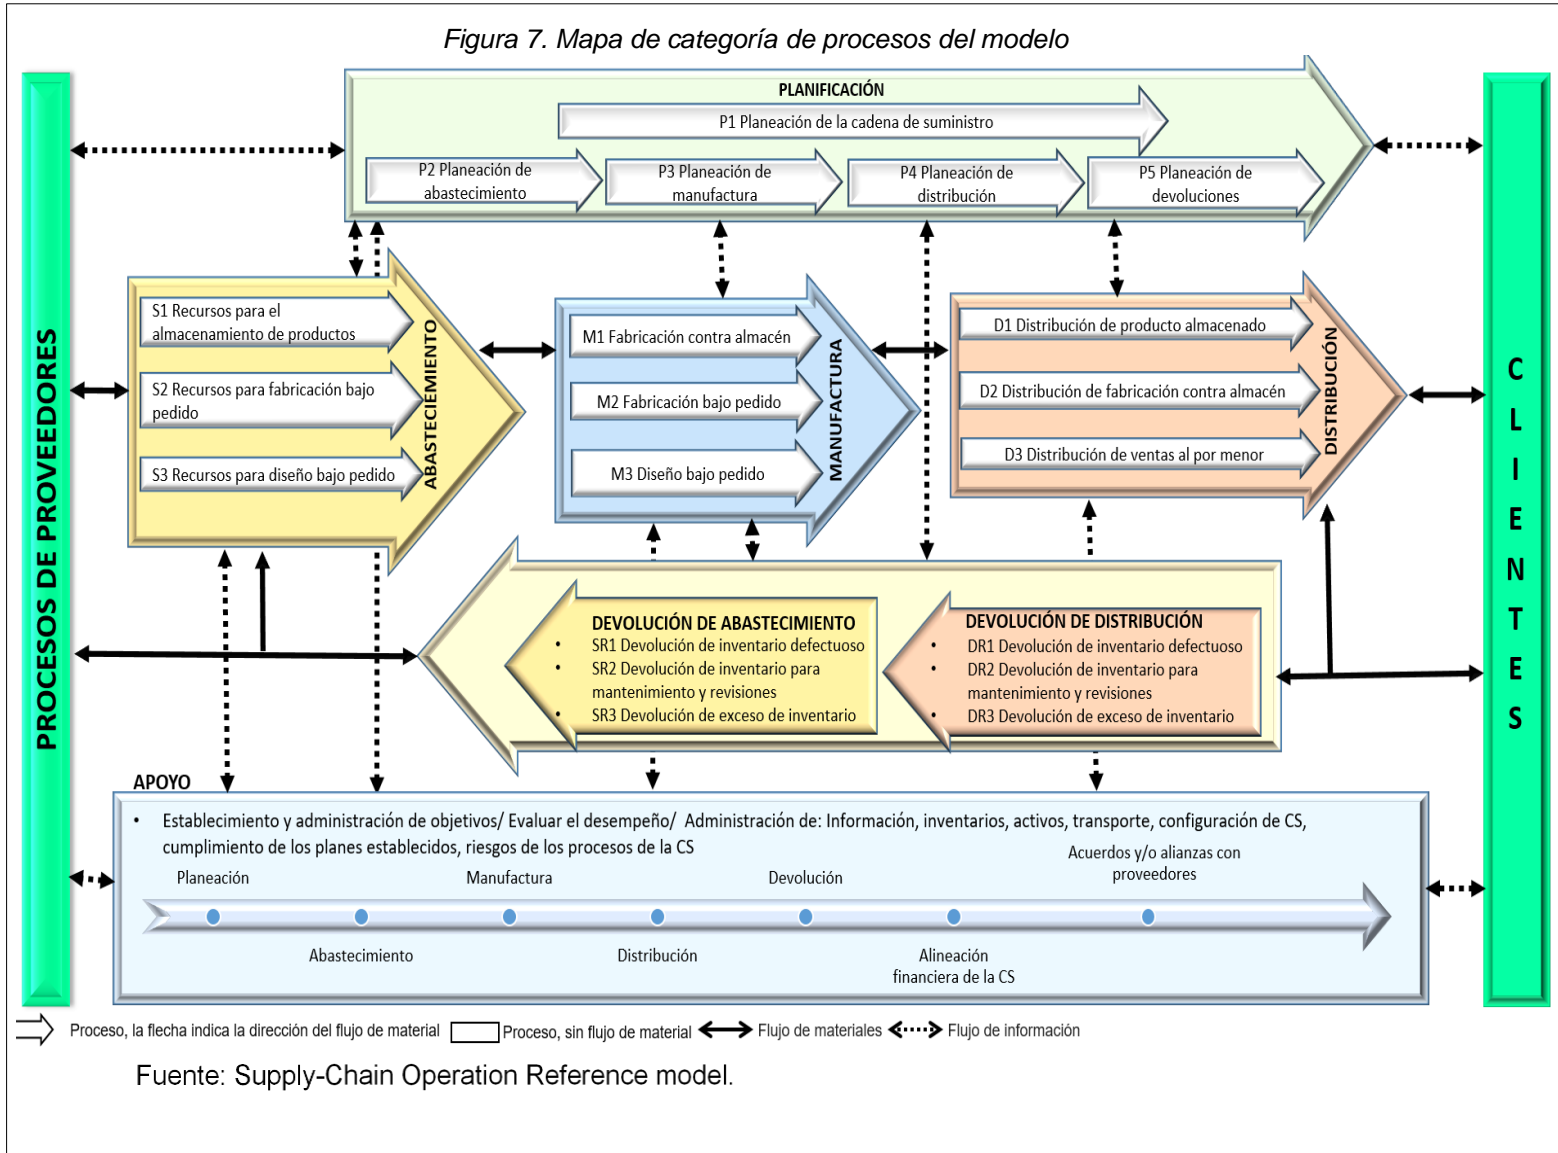 Figura 7. Mapa de categoría de procesos del modelo
PLANIFICACIÓN
P1 Planeación de la cadena de suministro
P2 Planeación de
abastecimiento
P3 Planeación de
manufactura
P4 Planeación de
distribución
P5 Planeación de
devoluciones
PROCESOS DE PROVEEDORES
S1 Recursos para el
almacenamiento de productos
S2 Recursos para fabricación bajo
pedido
S3 Recursos para diseño bajo pedido
ABASTECIEMIENTO
M1 Fabricación contra almacén
M2 Fabricación bajo pedido
M3 Diseño bajo pedido
MANUFACTURA
D1 Distribución de producto almacenado
D2 Distribución de fabricación contra almacén
D3 Distribución de ventas al por menor
DISTRIBUCIÓN
CLIENTES
DEVOLUCIÓN DE ABASTECIMIENTO
• SR1 Devolución de inventario defectuoso
• SR2 Devolución de inventario para
mantenimiento y revisiones
• SR3 Devolución de exceso de inventario
DEVOLUCIÓN DE DISTRIBUCIÓN
• DR1 Devolución de inventario defectuoso
• DR2 Devolución de inventario para
mantenimiento y revisiones
• DR3 Devolución de exceso de inventario
APOYO
• Establecimiento y administración de objetivos/ Evaluar el desempeño/ Administración de: Información, inventarios, activos, transporte, configuración de CS,
cumplimiento de los planes establecidos, riesgos de los procesos de la CS
Planeación
Abastecimiento
Manufactura
Distribución
Devolución
Alineación
financiera de la CS
Acuerdos y/o alianzas con
proveedores
Proceso, la flecha indica la dirección del flujo de material
Proceso, sin flujo de material
Flujo de materiales
Flujo de información
Fuente: Supply-Chain Operation Reference model.